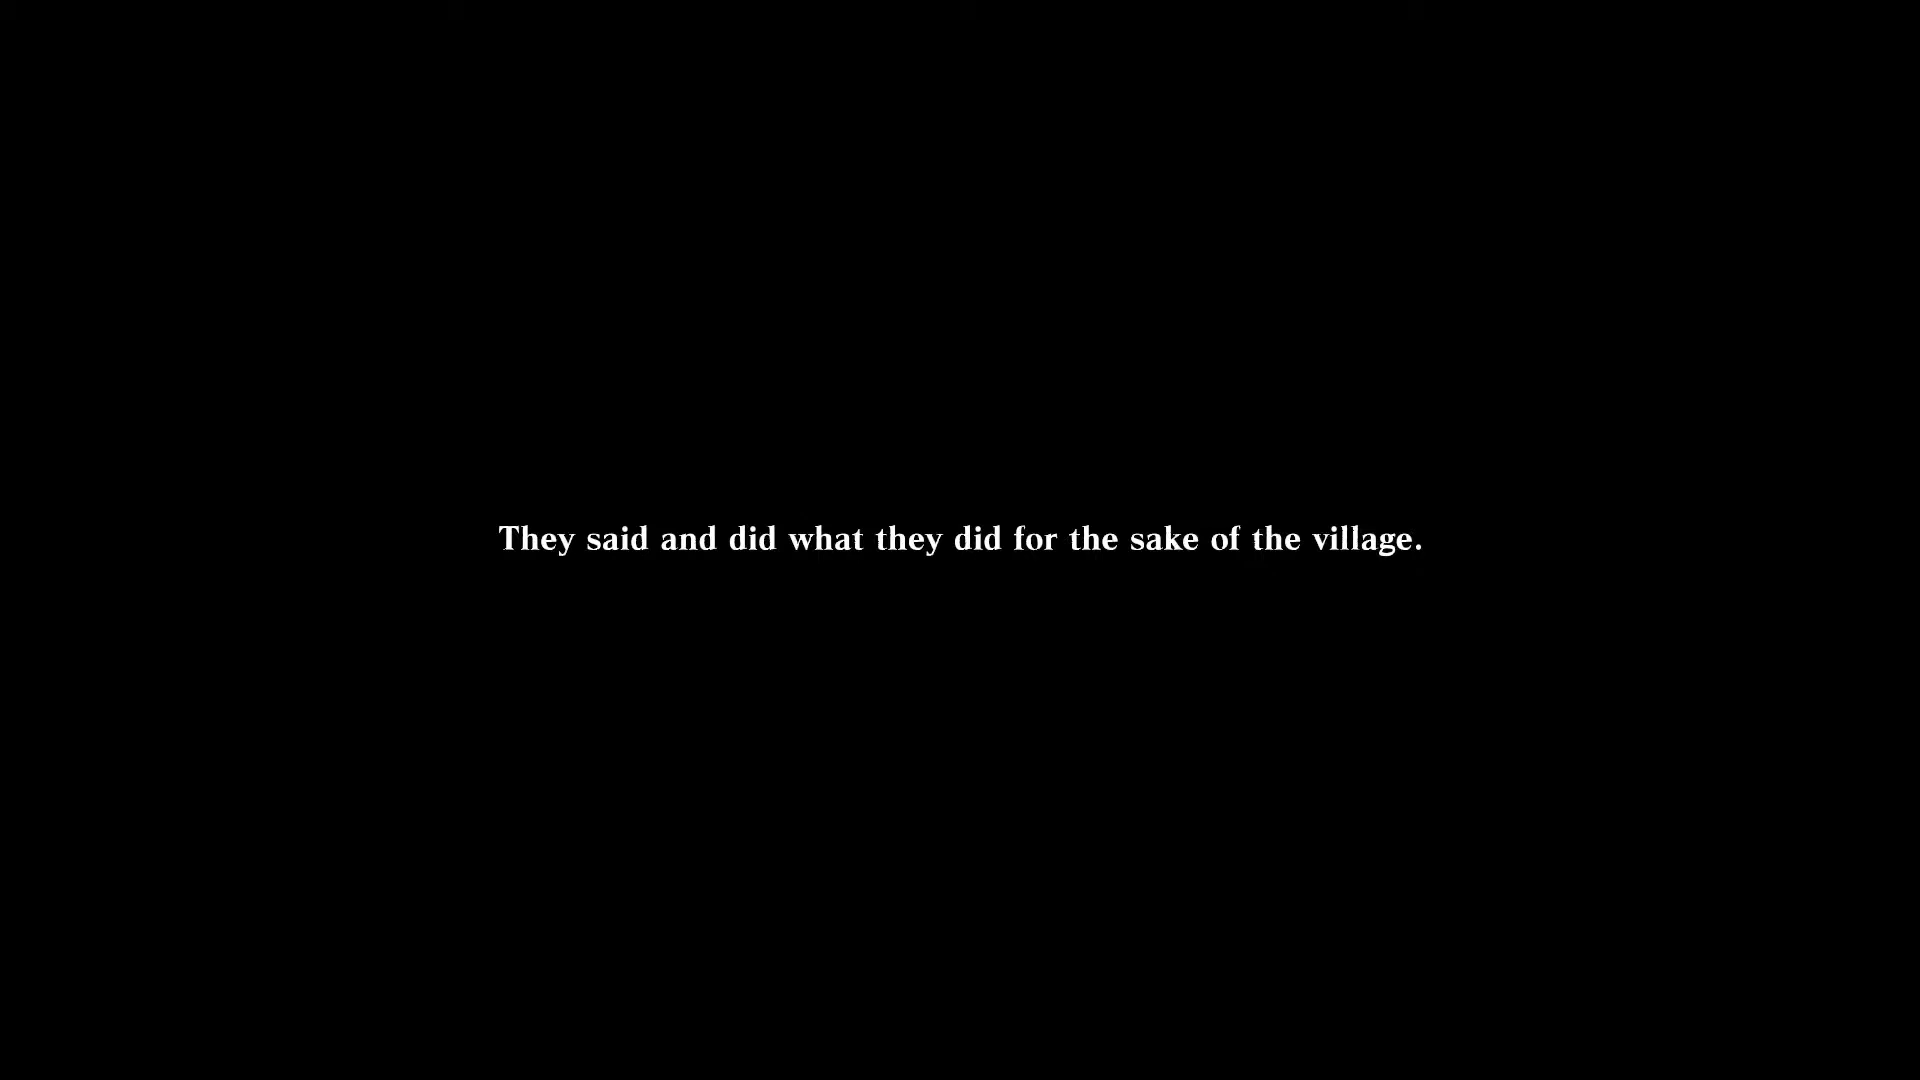 They said and did what they did for the sake of the village.